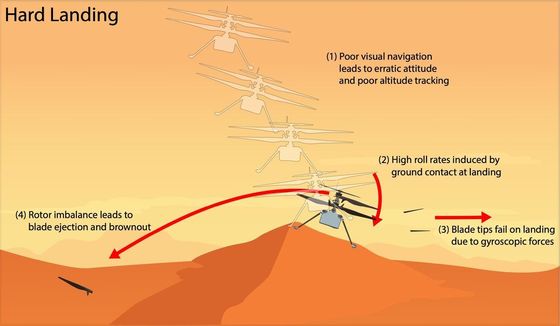 Hard Landing
(1) Poor visual navigation
leads to erratic attitude
and poor altitude tracking
(2) High roll rates induced by
ground contact at landing
(3) Blade tips fail on landing
due to gyroscopic forces
(4) Rotor imbalance leads to
blade ejection and brownout